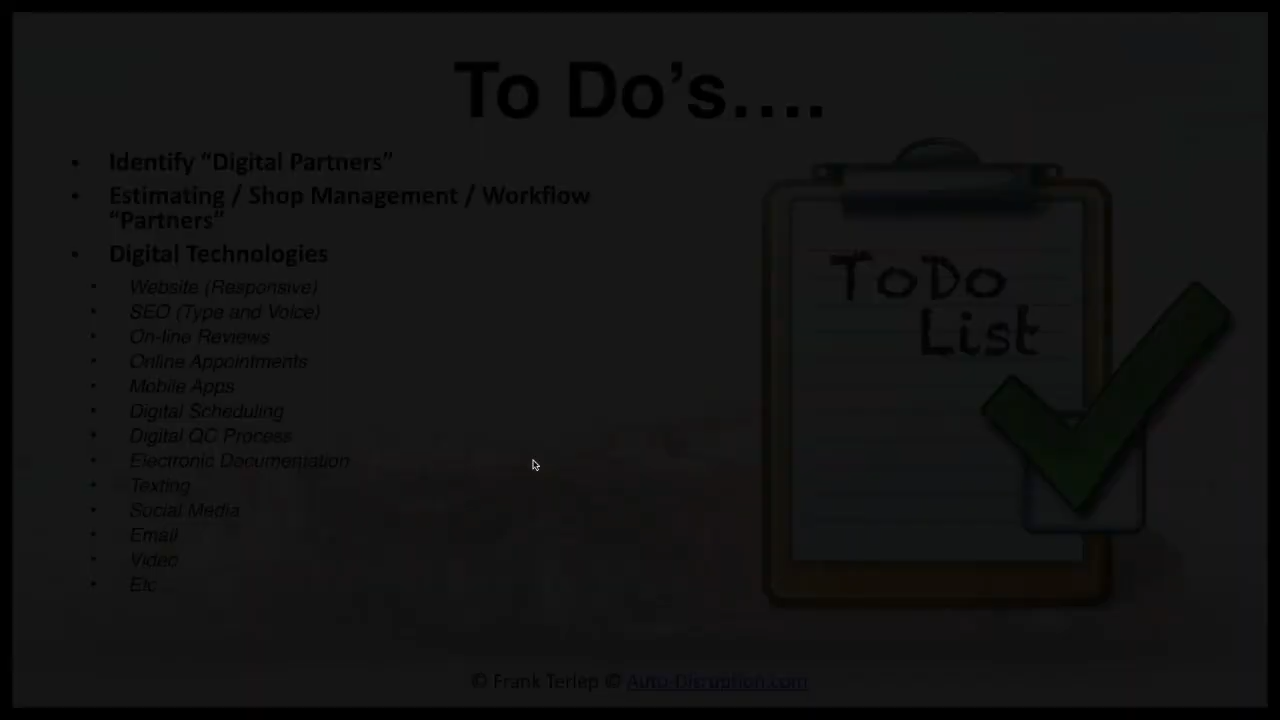 To Do’s….
• Identify “Digital Partners”
• Estimating / Shop Management / Workflow
“Partners”
• Digital Technologies
• Website (Responsive)
• SEO (Type and Voice)
• On-line Reviews
• Online Appointments
• Mobile Apps
• Digital Scheduling
• Digital QC Process
• Electronic Documentation
• Texting
• Social Media
• Email
• Video
• Etc
ToDo
List
© Frank Terlep © Auto-Disruption.com